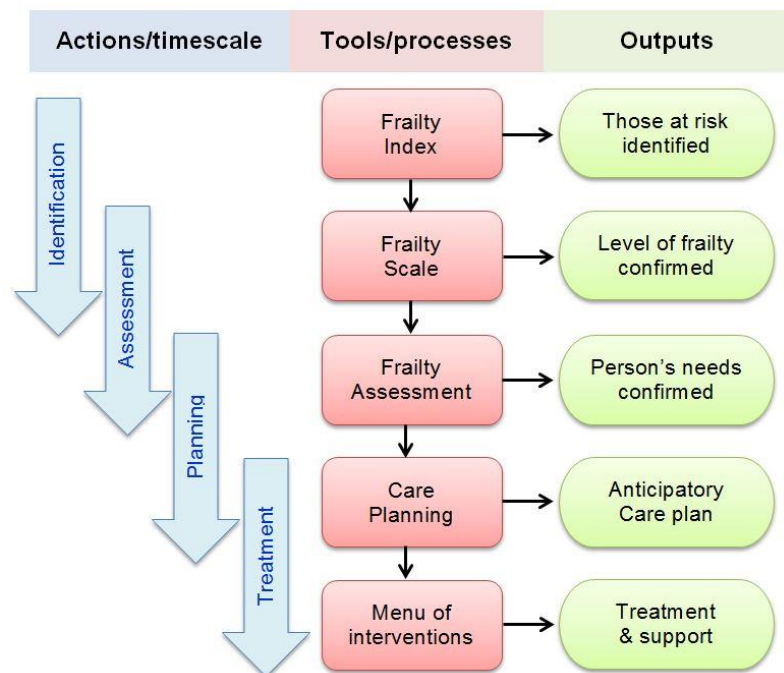 Actions/timescale
Tools/processes
Outputs
Identification
Assessment
Planning
Treatment
Frailty
Index
Those at risk
identified
Frailty
Scale
Level of frailty
confirmed
Frailty
Assessment
Person’s needs
confirmed
Care
Planning
Anticipatory
Care plan
Menu of
interventions
Treatment
& support